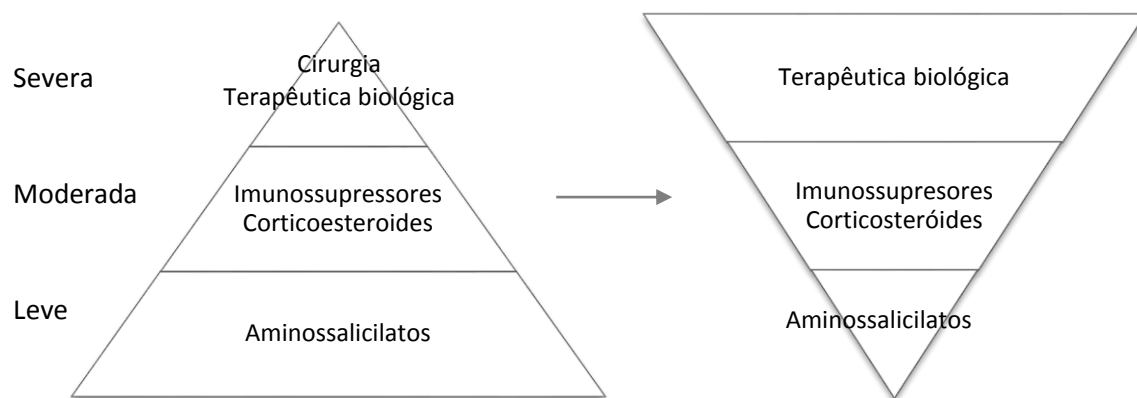 Severa
Cirurgia
Terapêutica biológica
Moderada
Imunossupressores
Corticoesteroides
Leve
Aminossalicilatos
Terapêutica biológica
Imunossupresores
Corticosteróides
Aminossalicilatos